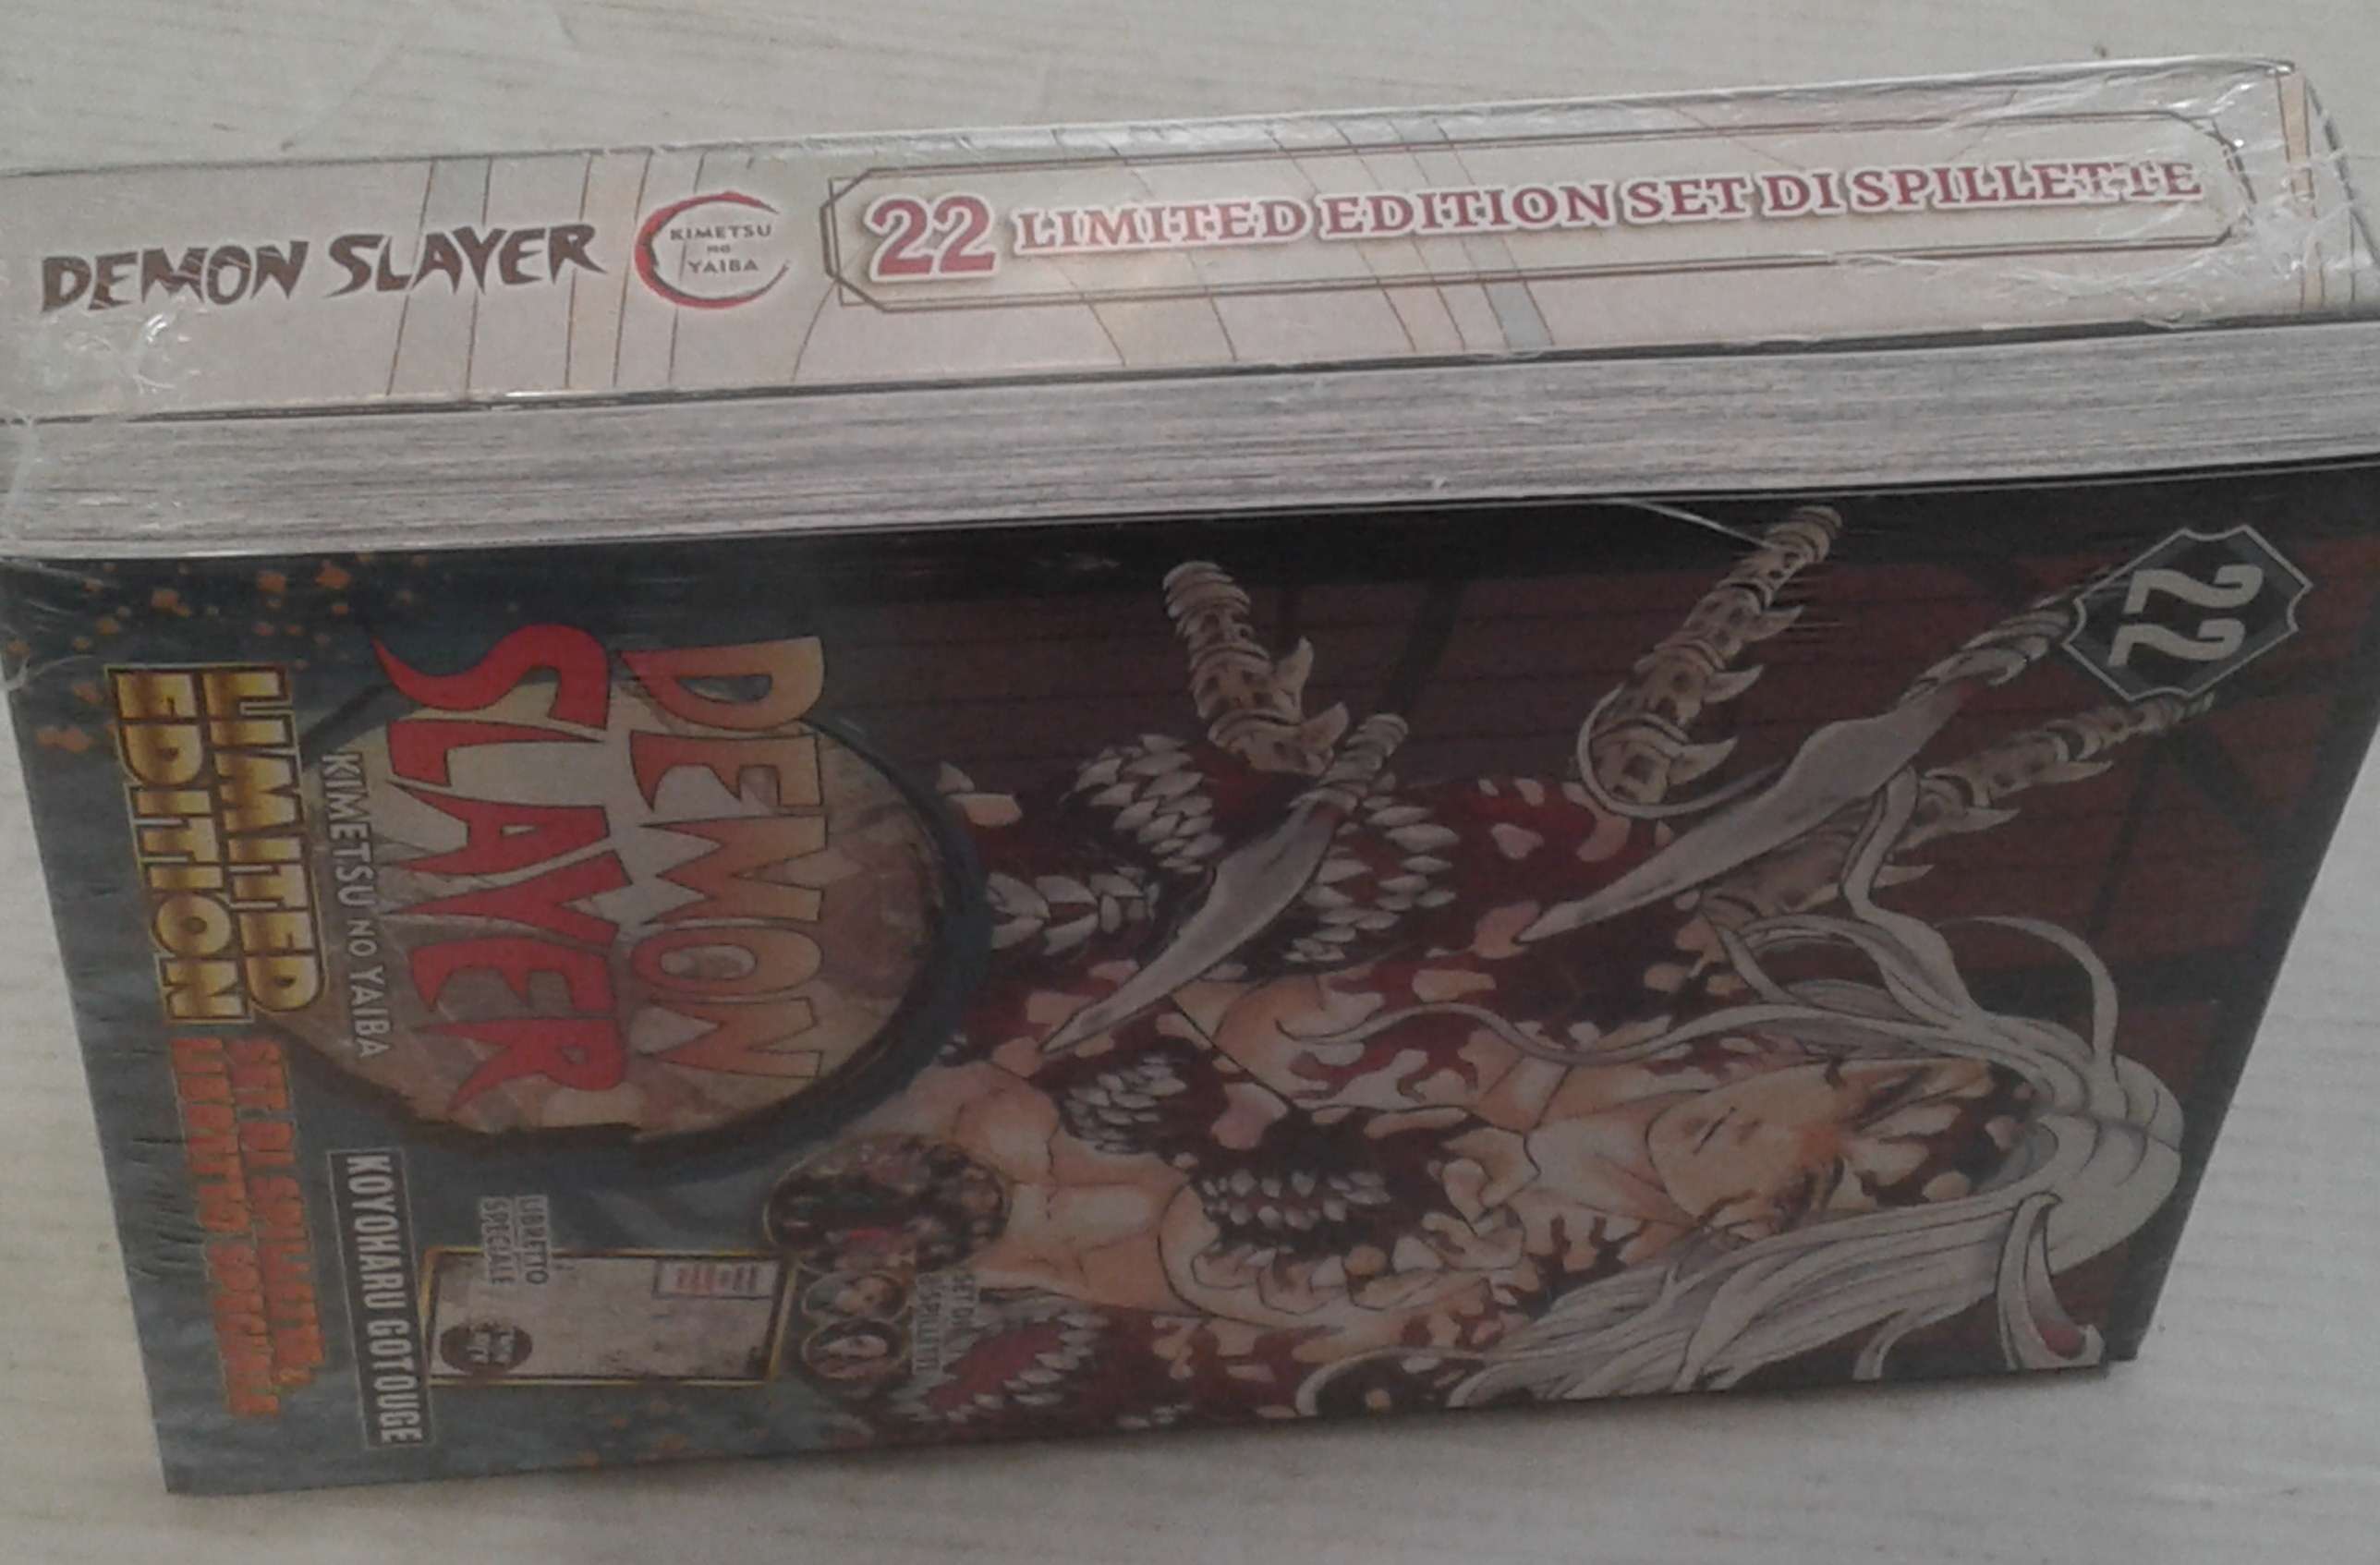 DEMON SLAYER
KIMETSU
no
YAIBA
22 LIMITED EDITION SET DI SPILLETTE
22
DEMON
SLAYER
KIMETSU NO YAIBA
LIMITED
EDITION
SET DI SPILLETTE &
LIBRETTO SPECIALE
KOYOHARU GOTOUGE
LIBRETTO
SPECIALE
SET DI
SPILLETTE